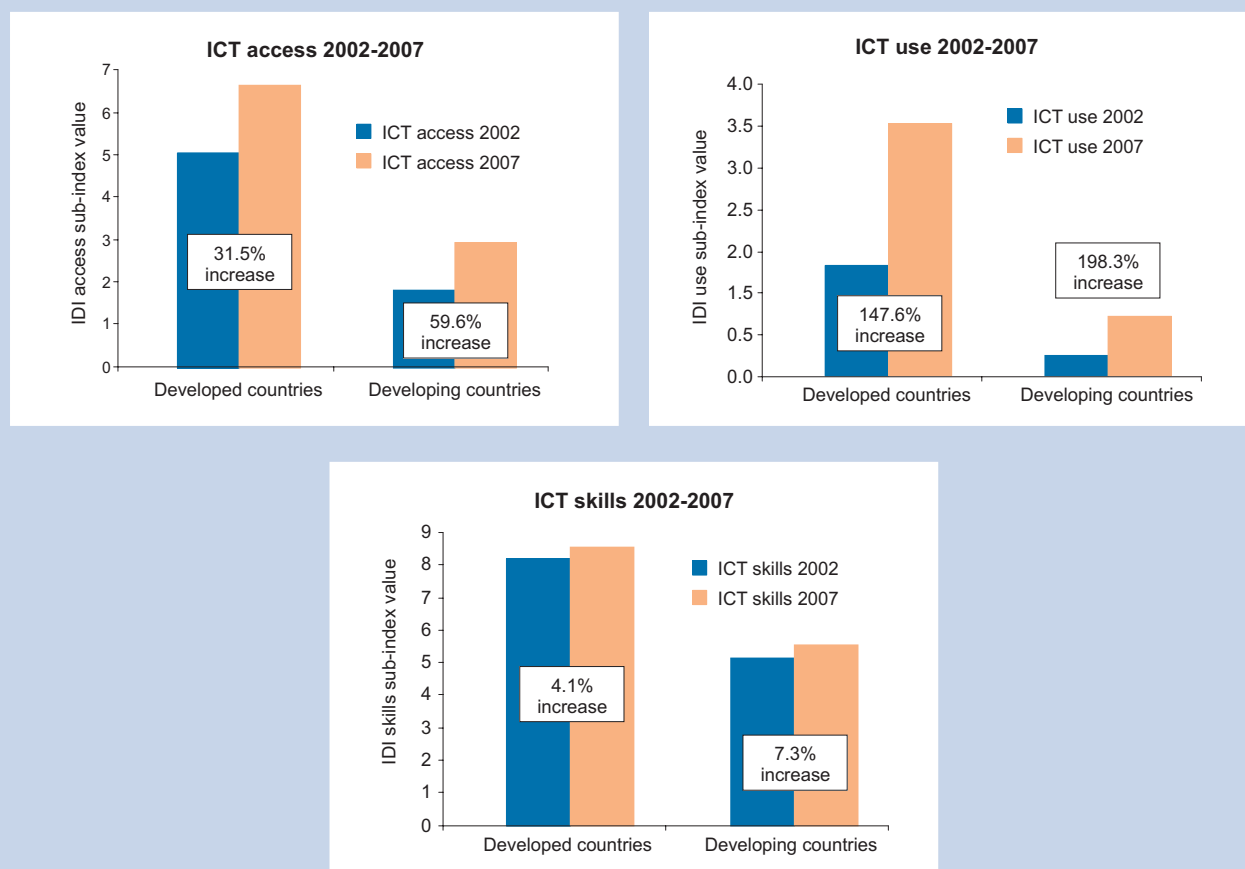 ICT access 2002-2007
IDI access sub-index value
7
6
5
4
3
2
1
0
ICT access 2002
ICT access 2007
31.5%
increase
59.6%
increase
Developed countries
Developing countries
ICT use 2002-2007
IDI use sub-index value
4.0
3.5
3.0
2.5
2.0
1.5
0.5
0.0
ICT use 2002
ICT use 2007
147.6%
increase
198.3%
increase
Developed countries
Developing countries
ICT skills 2002-2007
IDI skills sub-index value
9
8
7
6
5
4
3
2
1
0
ICT skills 2002
ICT skills 2007
4.1%
increase
7.3%
increase
Developed countries
Developing countries